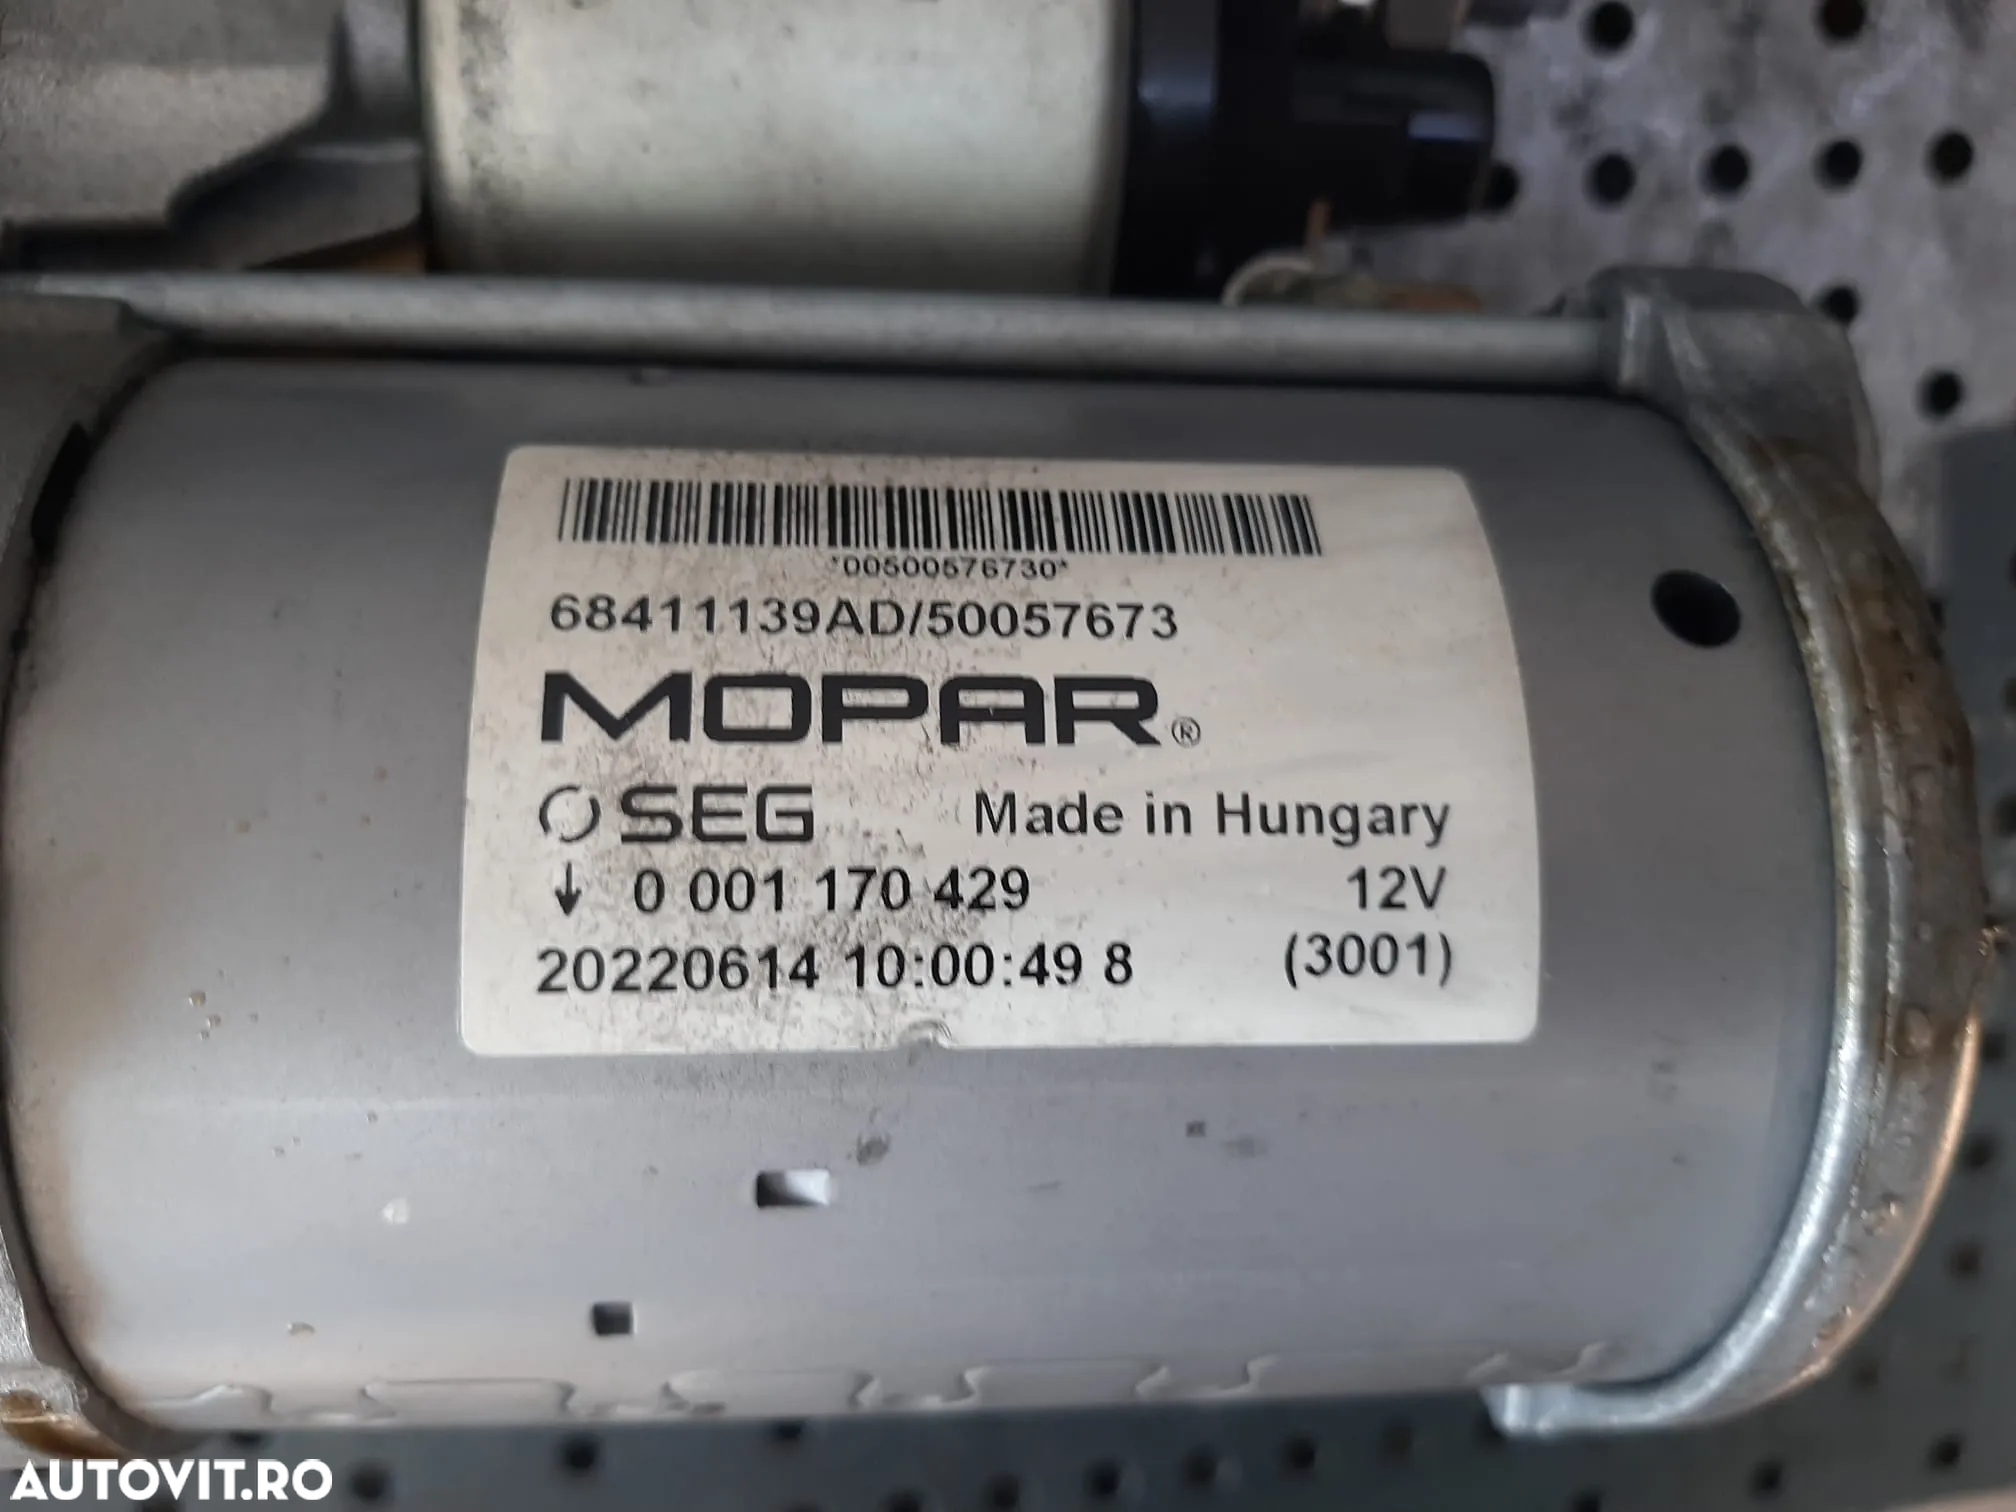 *00500576730*
68411139AD/50057673
MOPAR®
SEG Made in Hungary
0 001 170 429 12V
20220614 10:00:49 8 (3001)
AUTOVIT.RO